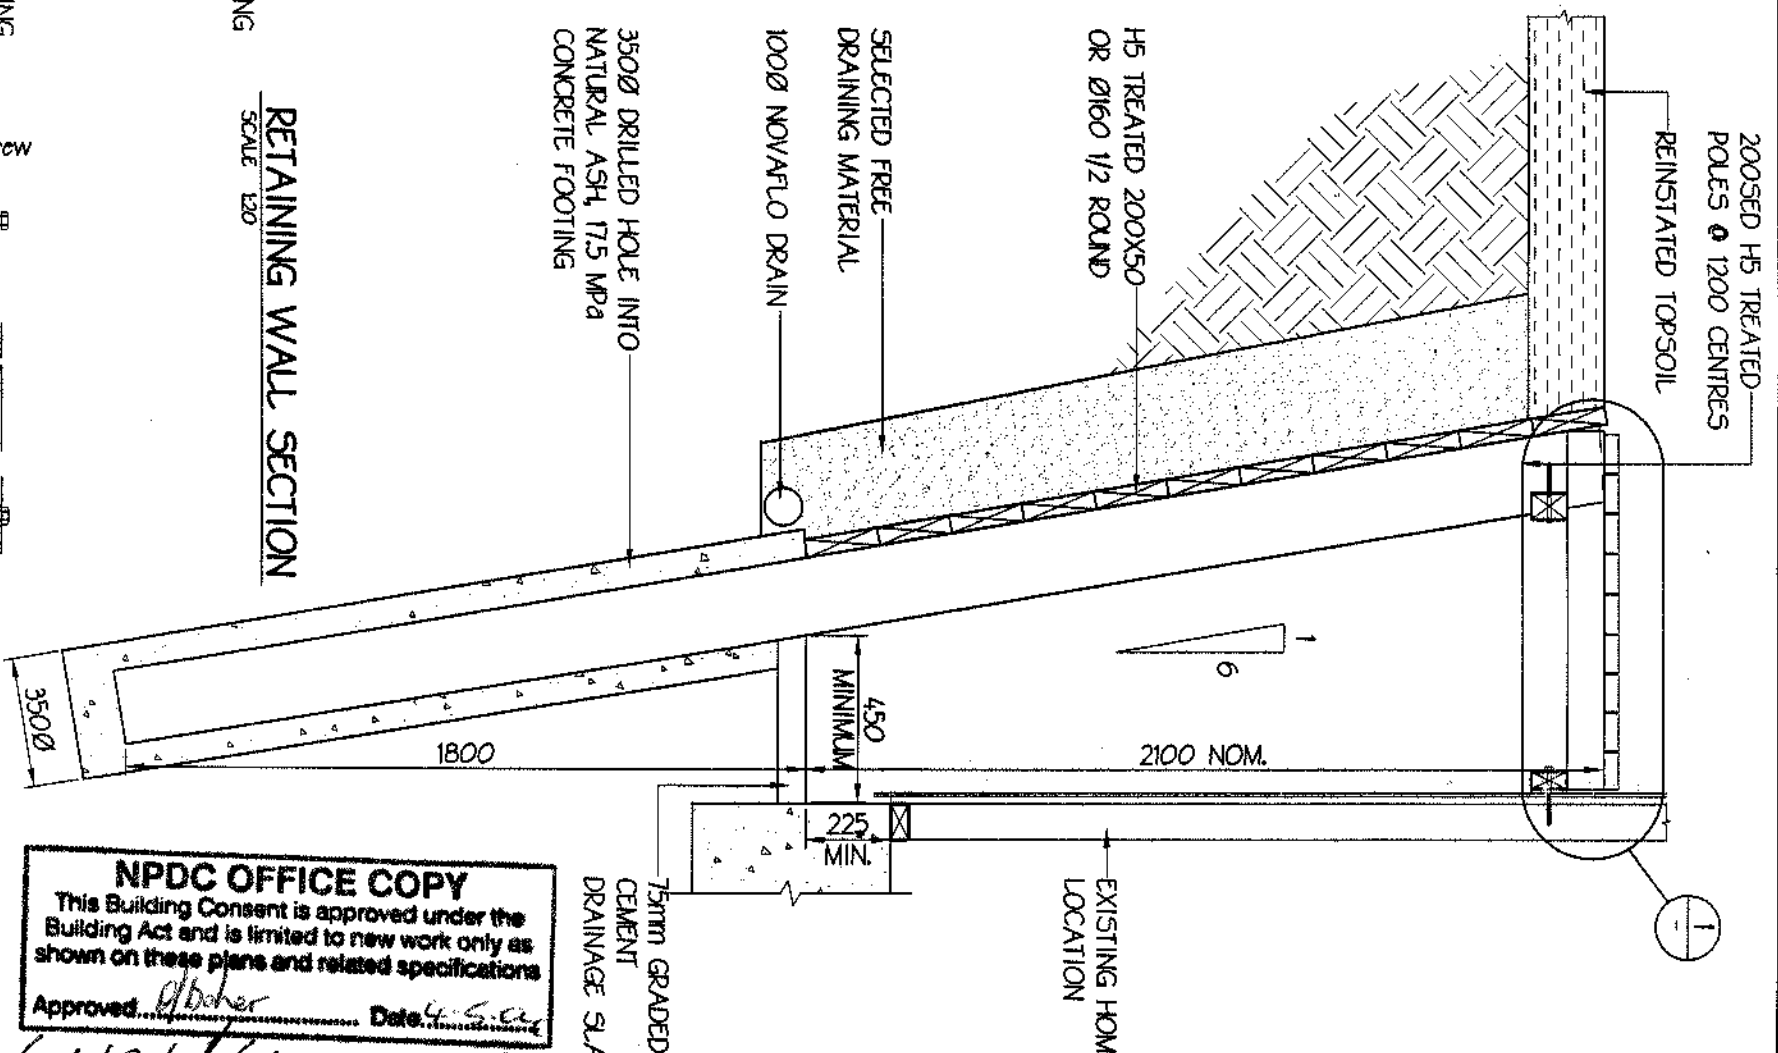 200SED H5 TREATED
POLES @ 1200 CENTRES
REINSTATED TOPSOIL
H5 TREATED 200X50
OR Ø160 1/2 ROUND
SELECTED FREE
DRAINING MATERIAL
100Ø NOVAFLO DRAIN
350Ø DRILLED HOLE INTO
NATURAL ASH, 17.5 MPa
CONCRETE FOOTING
RETAINING WALL SECTION
SCALE 1:20
1
6
450
MINIMUM
2100 NOM.
1800
350Ø
225
MIN.
75mm GRADED
CEMENT
DRAINAGE SLA
EXISTING HOM
LOCATION
1
NG
NG
rew
NPDC OFFICE COPY
This Building Consent is approved under the
Building Act and is limited to new work only as
shown on these plans and related specifications
Approved
Date